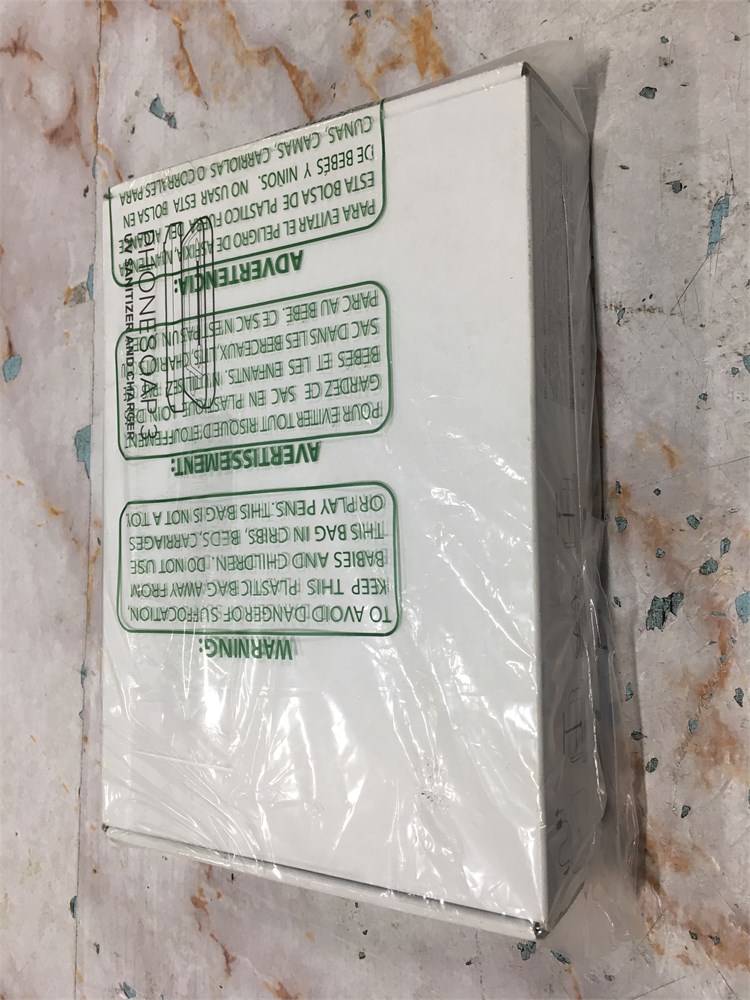 WARNING:
TO AVOID DANGER OF SUFFOCATION,
KEEP THIS PLASTIC BAG AWAY FROM
BABIES AND CHILDREN. DO NOT USE
THIS BAG IN CRIBS, BEDS, CARRIAGES
OR PLAY PENS. THIS BAG IS NOT A TOY
AVERTISSEMENT:
POUR ÉVITER TOUT RISQUE D'ÉTOUFFEMENT
GARDEZ CE SAC EN PLASTIQUE LOIN
BÉBÉS ET LES ENFANTS. N'UTILISEZ
SAC DANS LES BERCEAUX, LITS, CHARIOTS
PARC AU BÉBÉ. CE SAC N'EST PAS UN
ADVERTENCIA:
PARA EVITAR EL PELIGRO DE ASFIXIA MANTENGA
ESTA BOLSA DE PLASTICO FUERA DEL ALCANCE
DE BEBÉS Y NINOS. NO USAR ESTA BOLSA EN
CUNAS, CAMAS, CARRIOLAS O CORRALES PARA
PHONESOAP 3
UV SANITIZER AND CHARGER